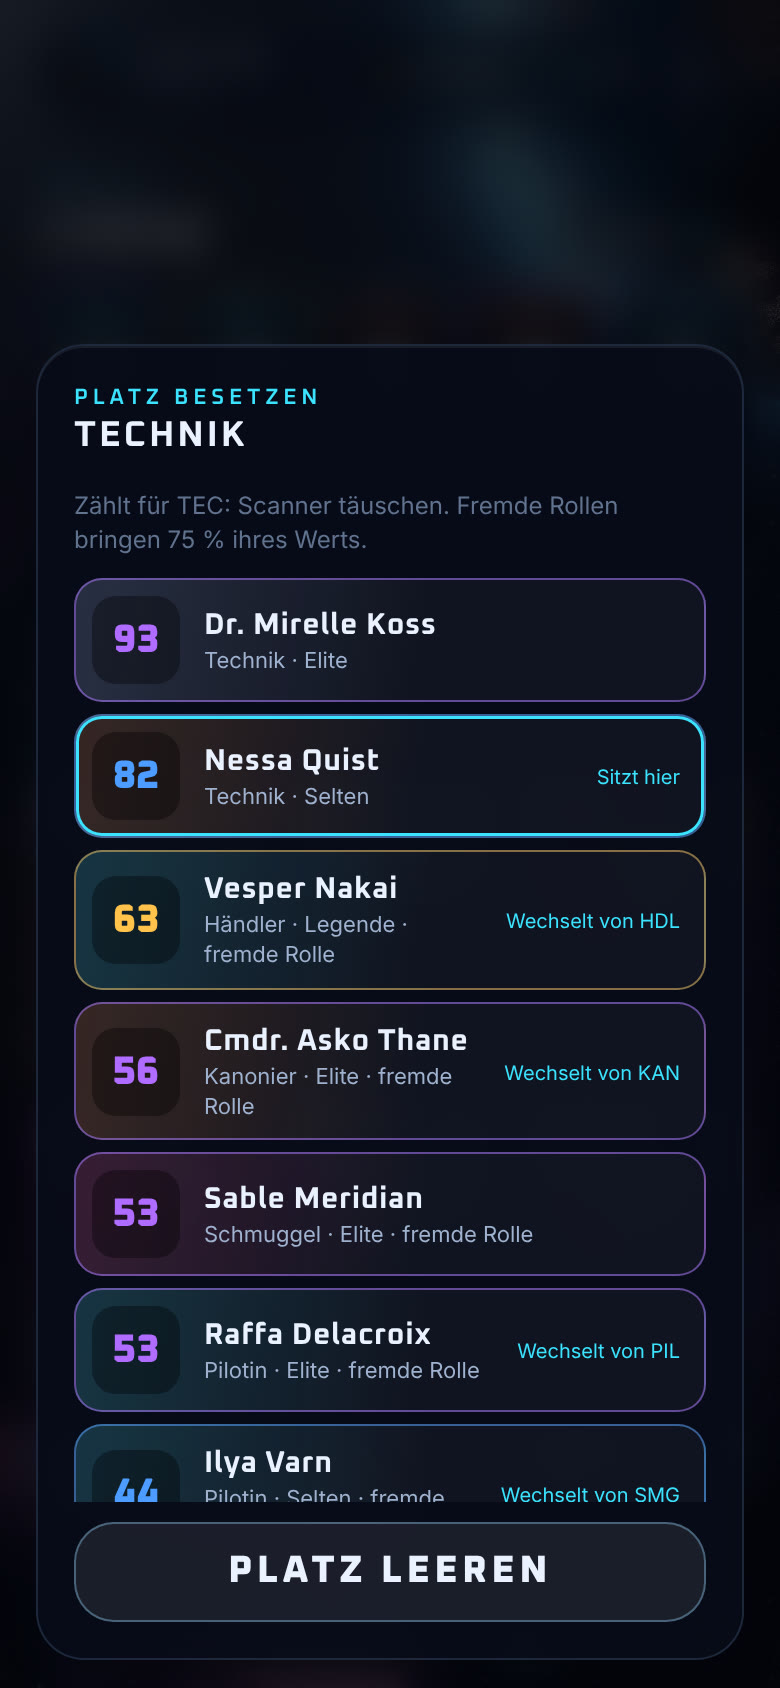 PLATZ BESETZEN
TECHNIK
Zählt für TEC: Scanner täuschen. Fremde Rollen
bringen 75 % ihres Werts.
93
Dr. Mirelle Koss
Technik · Elite
82
Nessa Quist
Technik · Selten
Sitzt hier
63
Vesper Nakai
Händler · Legende ·
fremde Rolle
Wechselt von HDL
56
Cmdr. Asko Thane
Kanonier · Elite · fremde
Rolle
Wechselt von KAN
53
Sable Meridian
Schmuggel · Elite · fremde Rolle
53
Raffa Delacroix
Pilotin · Elite · fremde Rolle
Wechselt von PIL
44
Ilya Varn
Pilotin · Selten · fremde
Wechselt von SMG
PLATZ LEEREN